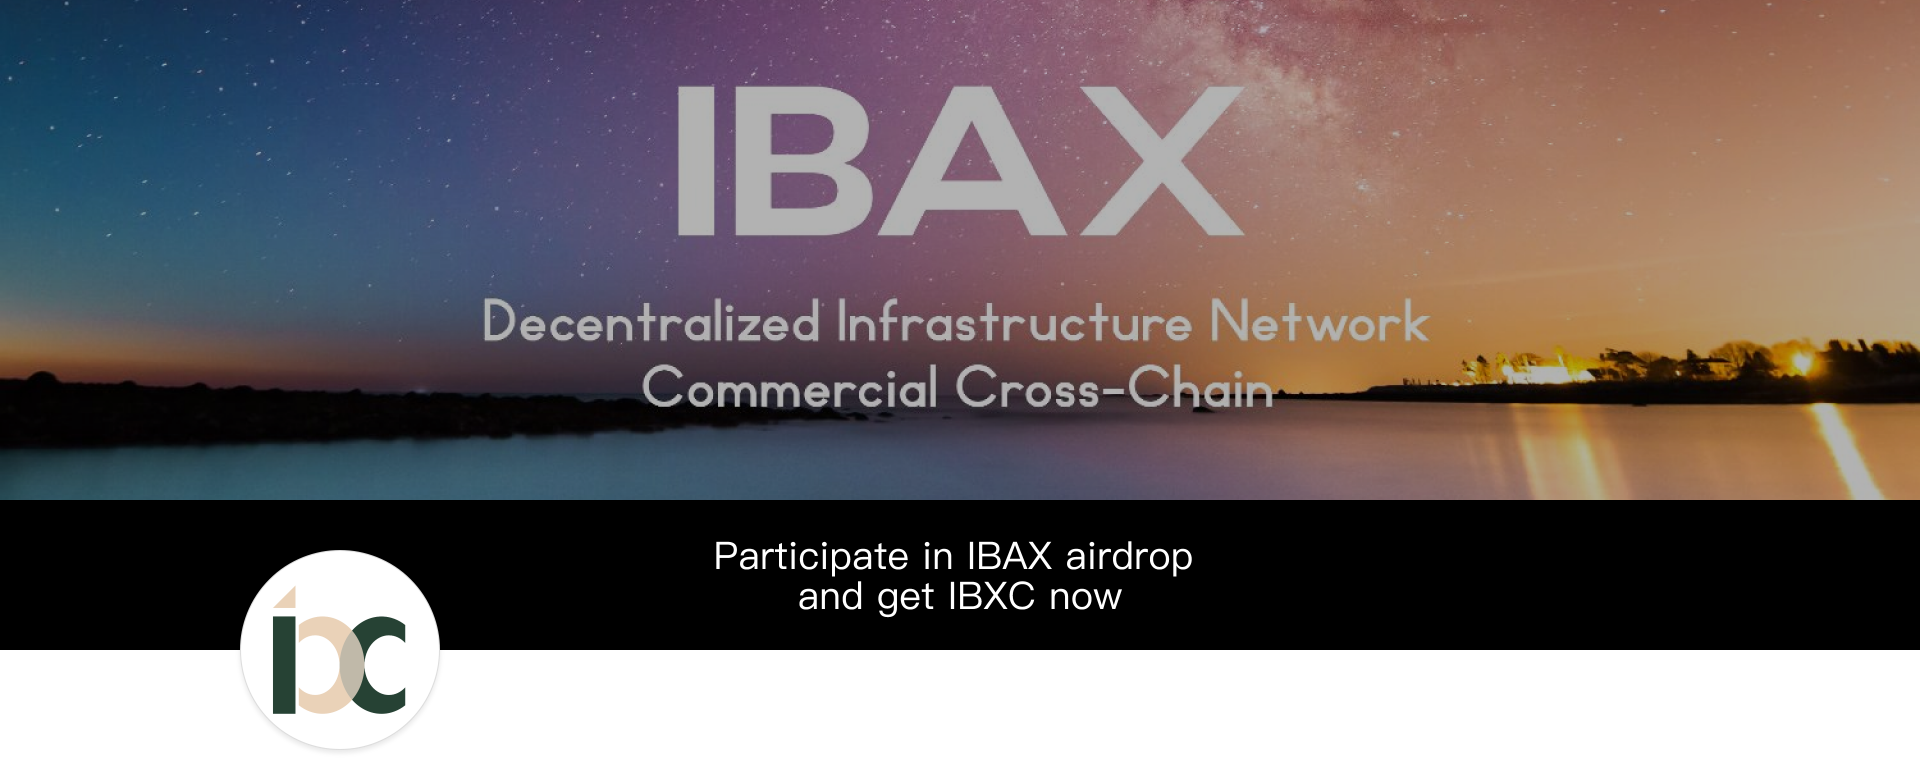 IBAX
Decentralized Infrastructure Network
Commercial Cross-Chain
Participate in IBAX airdrop
and get IBXC now
ibc